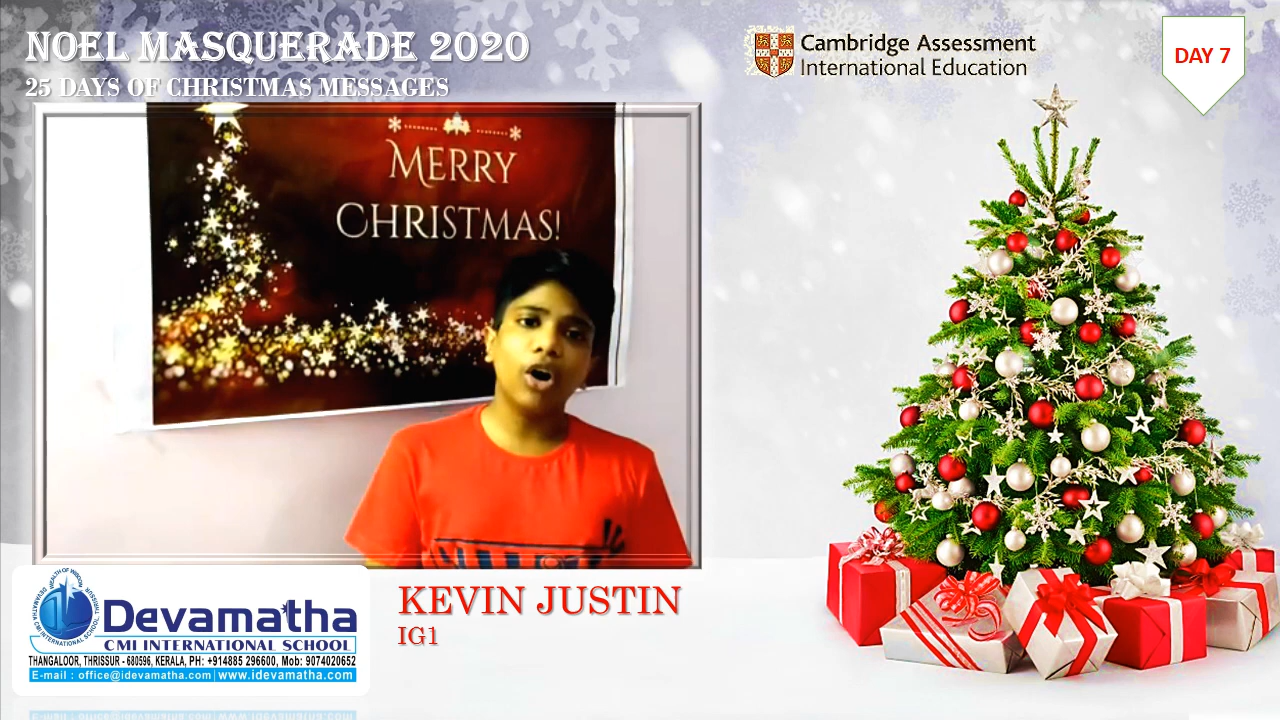 NOEL MASQUERADE 2020
25 DAYS OF CHRISTMAS MESSAGES
Cambridge Assessment
International Education
DAY 7
MERRY
CHRISTMAS!
KEVIN JUSTIN
IG1
Devamatha
CMI INTERNATIONAL SCHOOL
THANGALOOR, THRISSUR - 680596, KERALA, PH: +914885 296600, Mob: 9074020652
E-mail : office@idevamatha.com | www.idevamatha.com